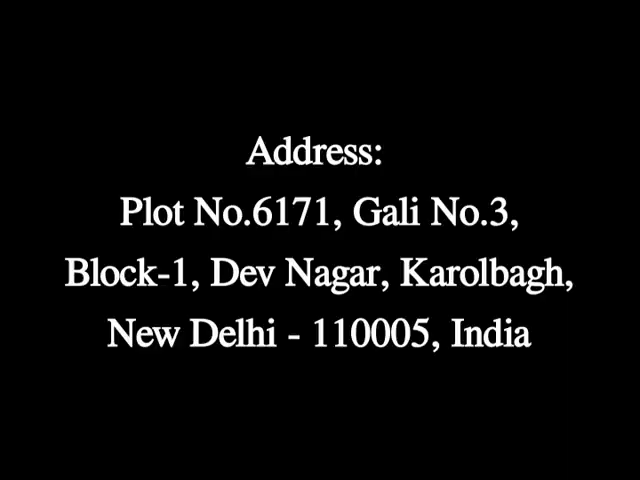 Address:
Plot No.6171, Gali No.3,
Block-1, Dev Nagar, Karolbagh,
New Delhi - 110005, India